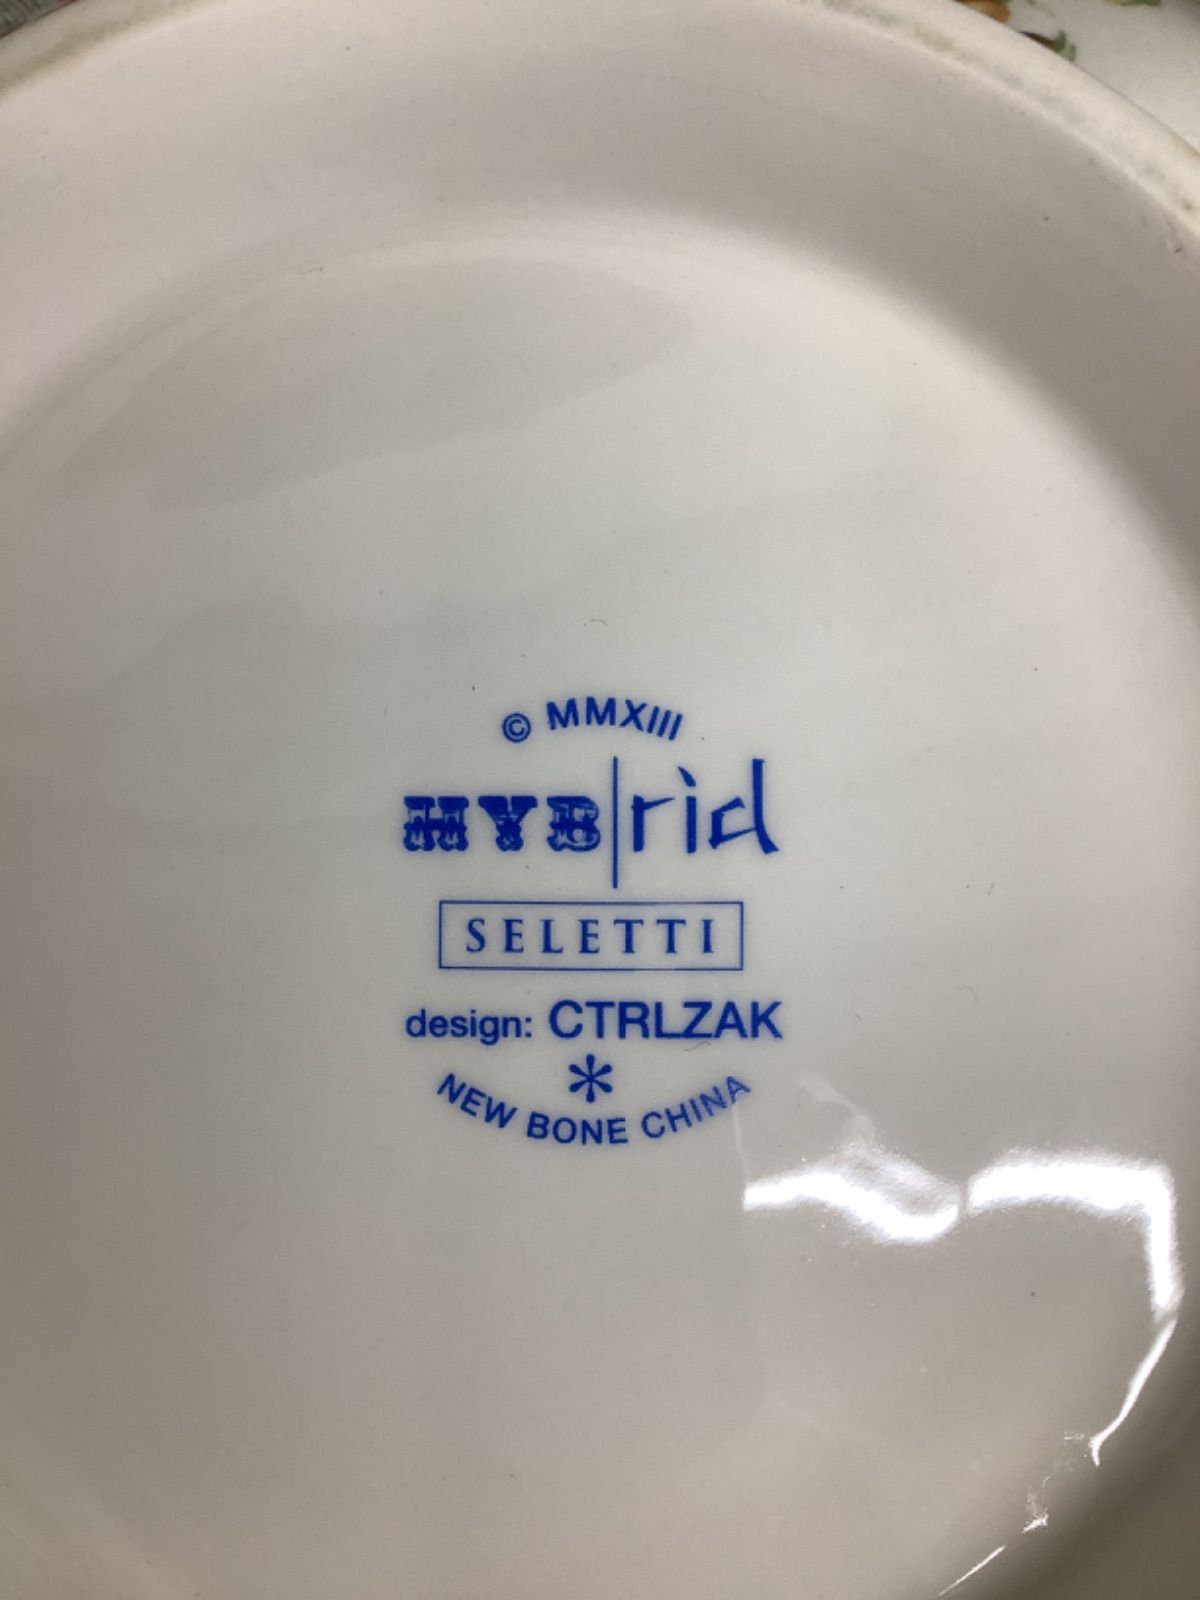 © MMXIII
HYB|rid
SELETTI
design: CTRLZAK
*
NEW BONE CHINA